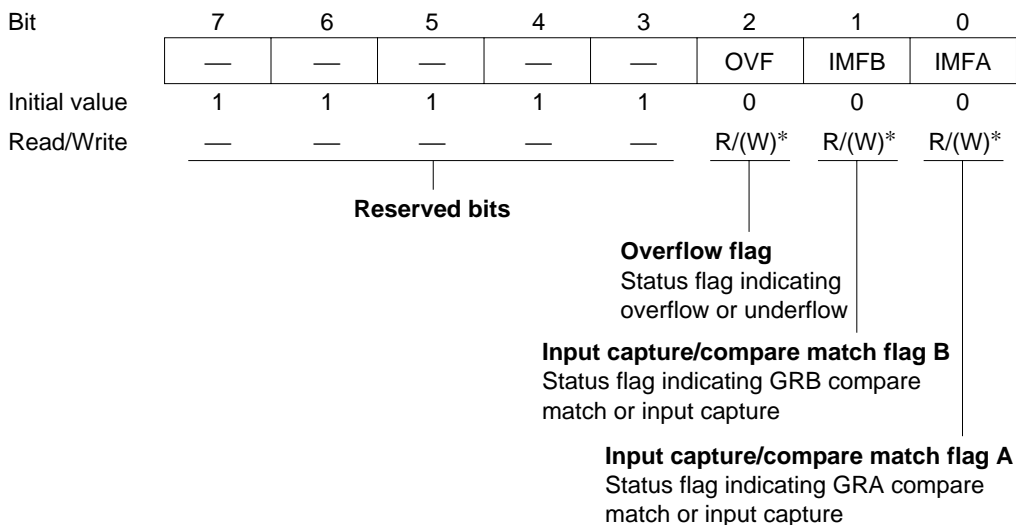 Bit 7 6 5 4 3 2 1 0
— — — — — OVF IMFB IMFA
Initial value 1 1 1 1 1 0 0 0
Read/Write — — — — — R/(W)* R/(W)* R/(W)*
Reserved bits
Overflow flag
Status flag indicating
overflow or underflow
Input capture/compare match flag B
Status flag indicating GRB compare
match or input capture
Input capture/compare match flag A
Status flag indicating GRA compare
match or input capture